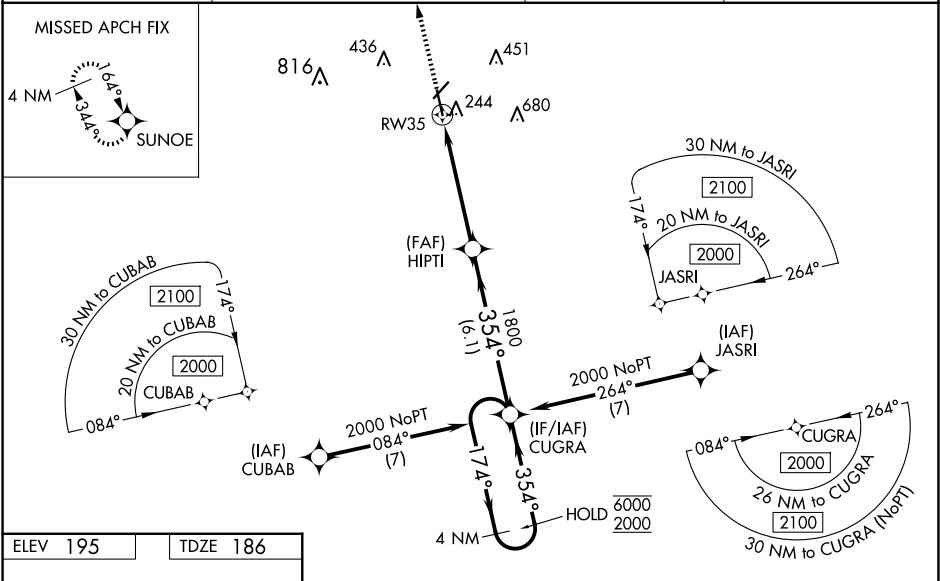 MISSED APCH FIX
4 NM
164°
344°
SUNOE
816
436
451
244
680
RW35
(FAF)
HIPTI
1800
354°
(6.1)
30 NM to CUBAB
2100
174°
20 NM to CUBAB
2000
CUBAB
084°
30 NM to JASRI
2100
174°
20 NM to JASRI
2000
JASRI
264°
(IAF)
JASRI
2000 NoPT
264°
(7)
(IAF)
CUBAB
2000 NoPT
084°
(7)
(IF/IAF)
CUGRA
174°
354°
4 NM
HOLD
6000
2000
084°
264°
CUGRA
2000
26 NM to CUGRA
2100
30 NM to CUGRA (NoPT)
ELEV 195
TDZE 186